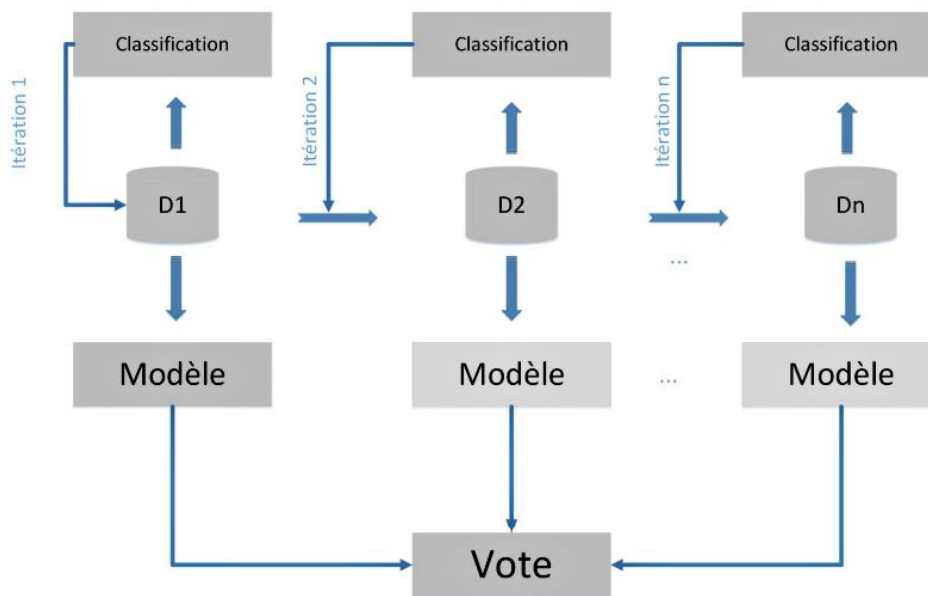 Classification
Classification
Classification
Itération 1
Itération 2
Itération n
D1
D2
Dn
...
Modèle
Modèle
...
Modèle
Vote